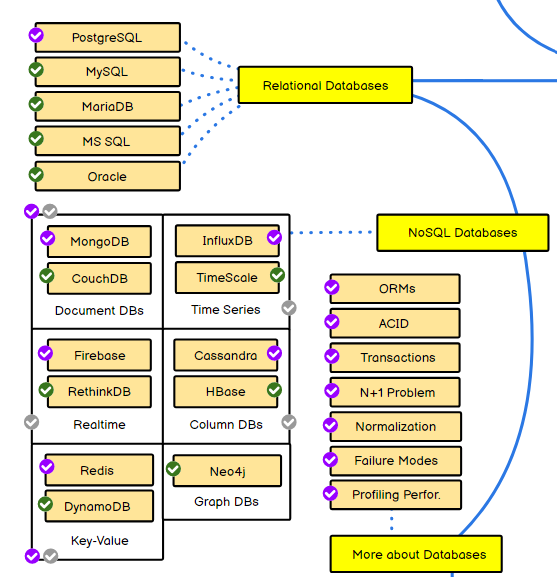 PostgreSQL
MySQL
MariaDB
MS SQL
Oracle
Relational Databases
NoSQL Databases
MongoDB
CouchDB
Document DBs
InfluxDB
TimeScale
Time Series
Firebase
RethinkDB
Realtime
Cassandra
HBase
Column DBs
Redis
DynamoDB
Key-Value
Neo4j
Graph DBs
ORMs
ACID
Transactions
N+1 Problem
Normalization
Failure Modes
Profiling Perfor.
More about Databases